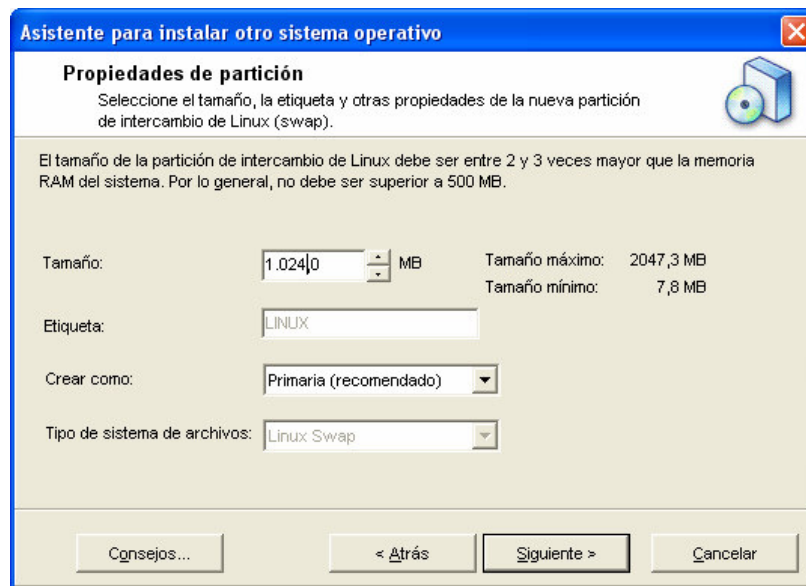 Asistente para instalar otro sistema operativo
Propiedades de partición
Seleccione el tamaño, la etiqueta y otras propiedades de la nueva partición
de intercambio de Linux (swap).
El tamaño de la partición de intercambio de Linux debe ser entre 2 y 3 veces mayor que la memoria
RAM del sistema. Por lo general, no debe ser superior a 500 MB.
Tamaño: 1.024,0 MB Tamaño máximo: 2047,3 MB
Tamaño mínimo: 7,8 MB
Etiqueta: LINUX
Crear como: Primaria (recomendado)
Tipo de sistema de archivos: Linux Swap
Consejos... < Atrás Siguiente > Cancelar